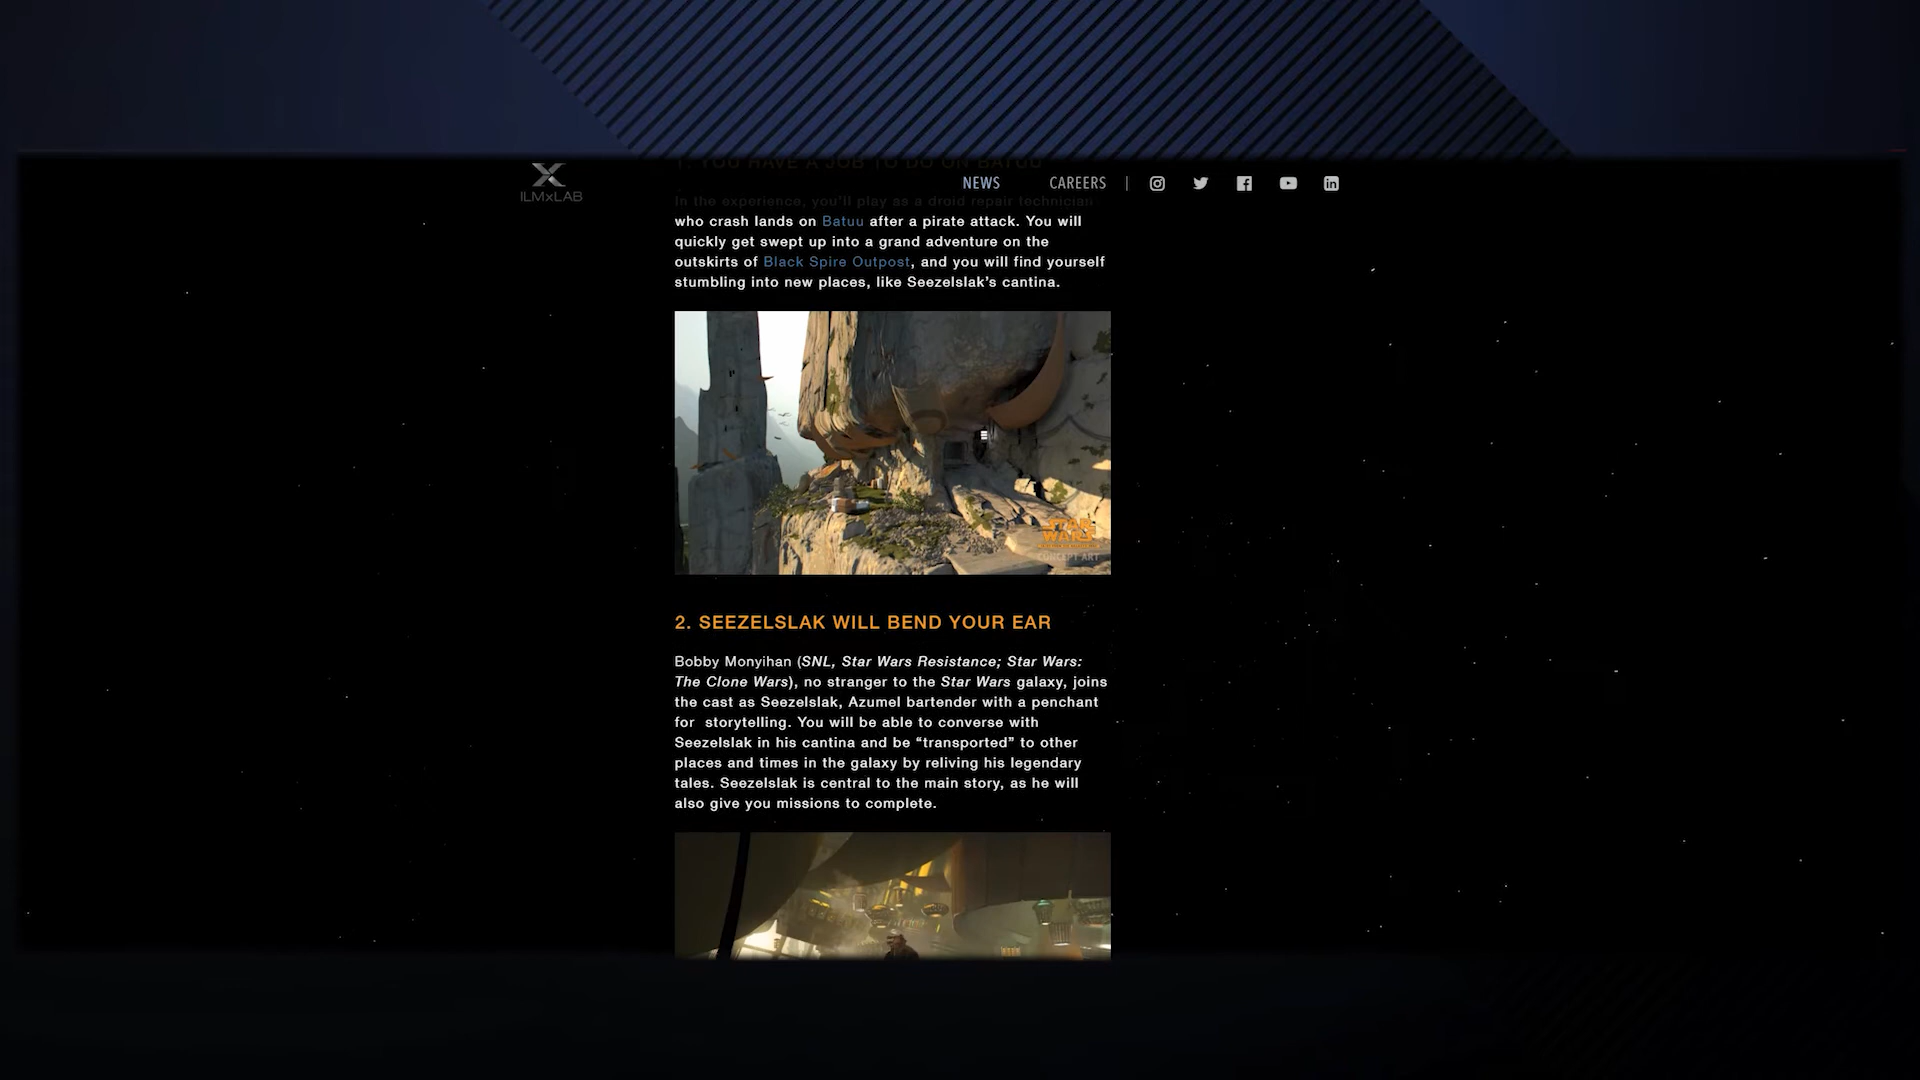 1. YOU HAVE A JOB TO DO ON BATUU
ILMxLAB
NEWS
CAREERS
In the experience, you'll play as a droid repair technician
who crash lands on Batuu after a pirate attack. You will
quickly get swept up into a grand adventure on the
outskirts of Black Spire Outpost, and you will find yourself
stumbling into new places, like Seezelslak's cantina.
STAR
WARS
CONCEPT ART
2. SEEZELSLAK WILL BEND YOUR EAR
Bobby Monyihan (SNL, Star Wars Resistance; Star Wars:
The Clone Wars), no stranger to the Star Wars galaxy, joins
the cast as Seezelslak, Azumel bartender with a penchant
for  storytelling. You will be able to converse with
Seezelslak in his cantina and be “transported” to other
places and times in the galaxy by reliving his legendary
tales. Seezelslak is central to the main story, as he will
also give you missions to complete.